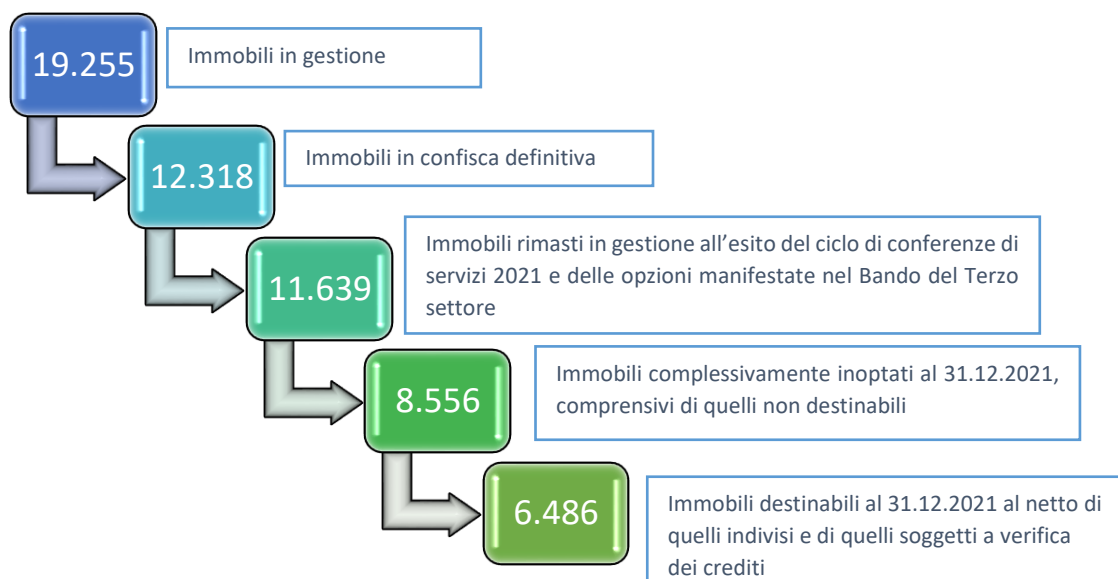 19.255
Immobili in gestione
12.318
Immobili in confisca definitiva
11.639
Immobili rimasti in gestione all’esito del ciclo di conferenze di
servizi 2021 e delle opzioni manifestate nel Bando del Terzo
settore
8.556
Immobili complessivamente inoptati al 31.12.2021,
comprensivi di quelli non destinabili
6.486
Immobili destinabili al 31.12.2021 al netto di
quelli indivisi e di quelli soggetti a verifica
dei crediti